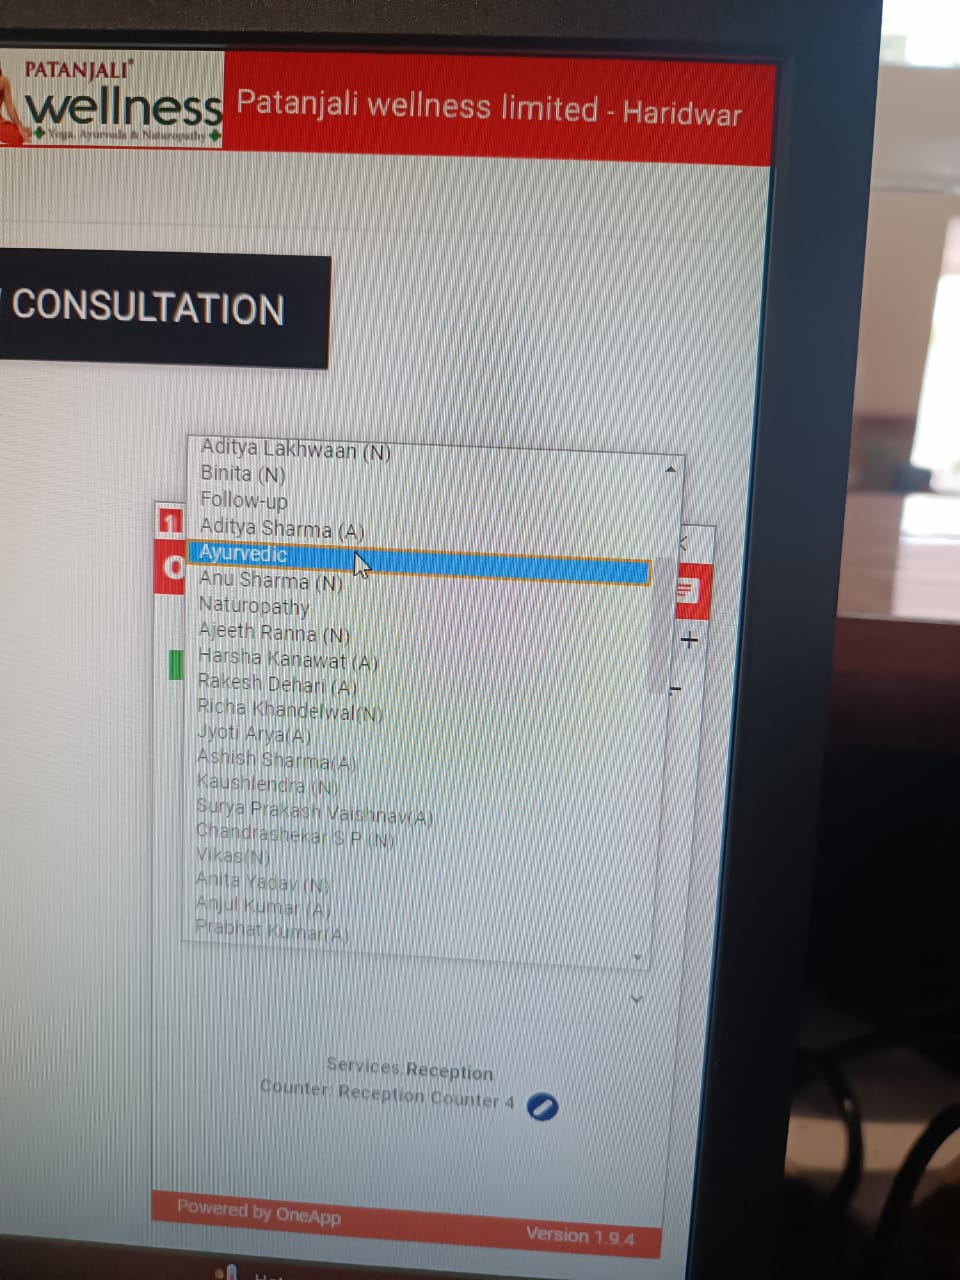 PATANJALI®
wellness
Yoga, Ayurveda & Naturopathy
Patanjali wellness limited - Haridwar
CONSULTATION
Aditya Lakhwaan (N)
Binita (N)
Follow-up
Aditya Sharma (A)
Ayurvedic
Anu Sharma (N)
Naturopathy
Ajeeth Ranna (N)
Harsha Kanawat (A)
Rakesh Dehari (A)
Richa Khandelwal(N)
Jyoti Arya(A)
Ashish Sharma(A)
Kaushlendra (N)
Surya Prakash Vaishnav(A)
Chandrashekar S P (N)
Vikas(N)
Anita Yadav (N)
Anjul Kumar (A)
Prabhat Kumar(A)
1
O
Services:Reception
Counter: Reception Counter 4
Powered by OneApp
Version 1.9.4